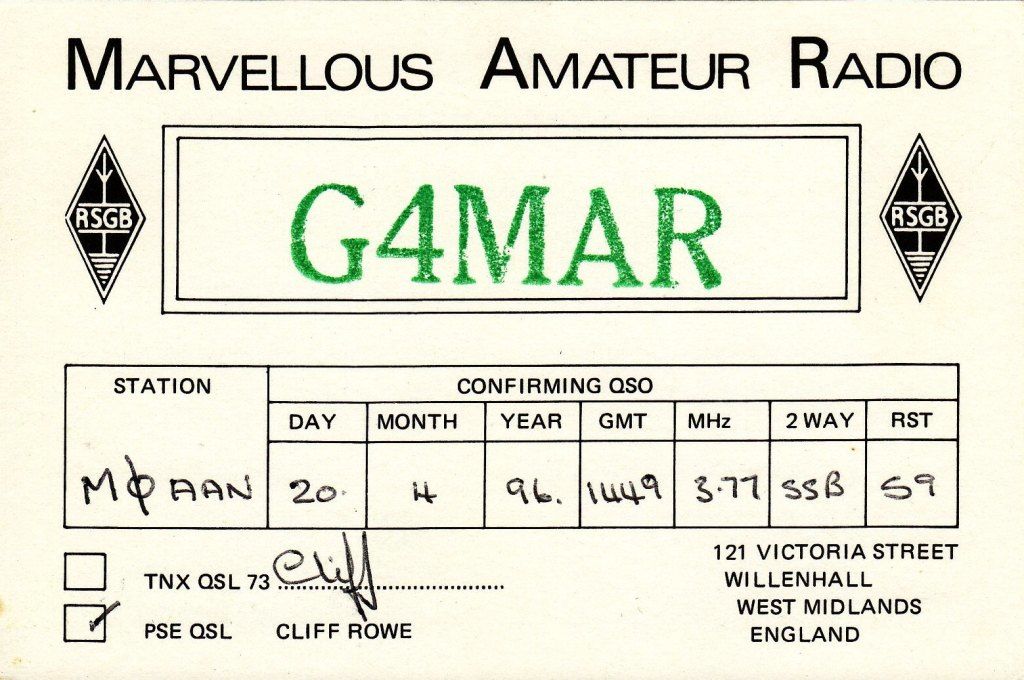 MARVELLOUS AMATEUR RADIO
RSGB
G4MAR
RSGB
STATION
CONFIRMING QSO
DAY MONTH YEAR GMT MHz 2 WAY RST
MØAAN 20. 4 96. 1449 3.77 SSB 59
TNX QSL 73 Cliff
PSE QSL CLIFF ROWE
121 VICTORIA STREET
WILLENHALL
WEST MIDLANDS
ENGLAND